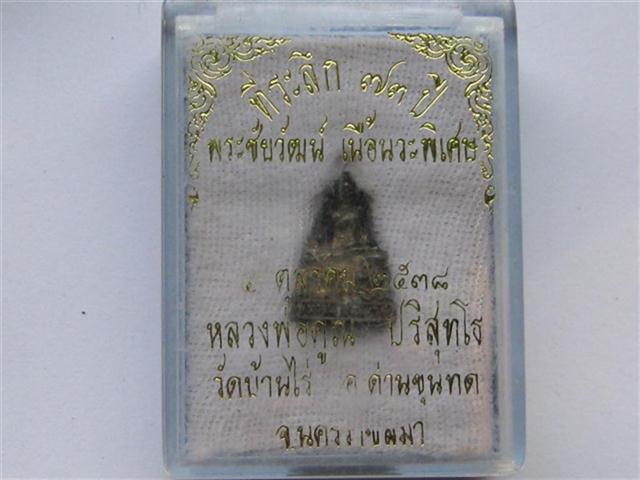 ที่ระลึก ๗๓ ปี
พระชัยวัฒน์ เนื้อนวะพิเศษ
ตุลาคม ๒๕๓๘
หลวงพ่อคูณ ปริสุทโธ
วัดบ้านไร่ อ ด่านขุนทด
จ.นครราชสีมา